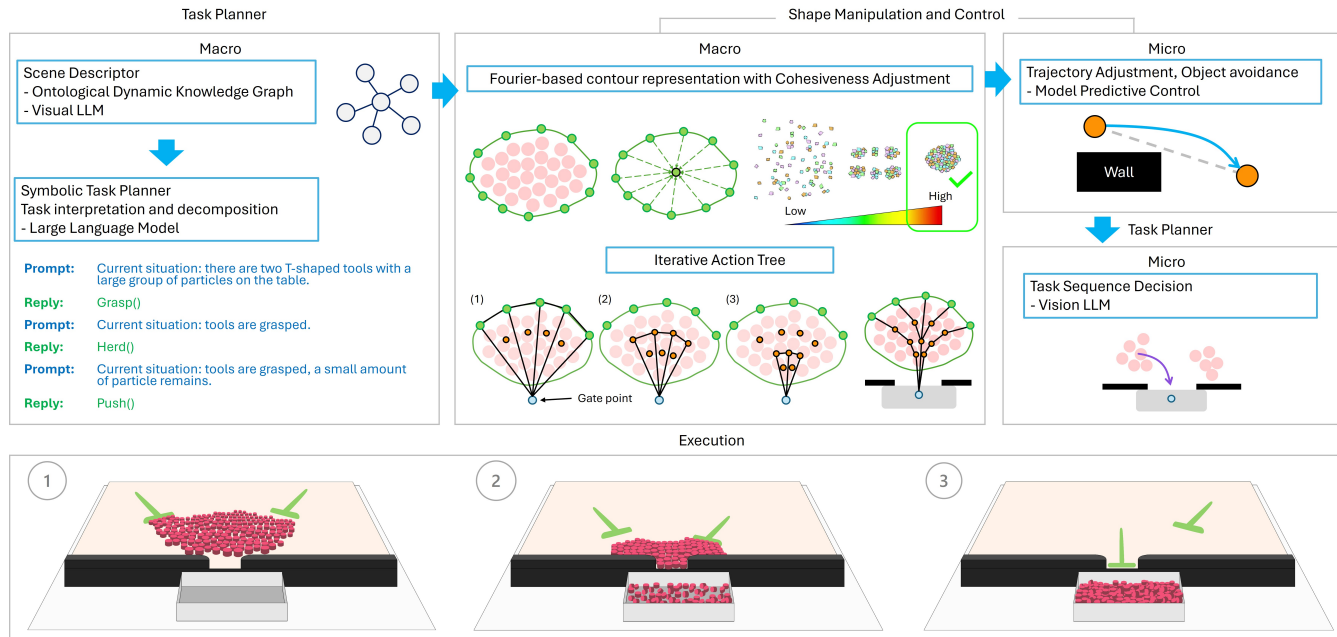 Task Planner
Macro
Scene Descriptor
- Ontological Dynamic Knowledge Graph
- Visual LLM
Symbolic Task Planner
Task interpretation and decomposition
- Large Language Model
Prompt: Current situation: there are two T-shaped tools with a
large group of particles on the table.
Reply: Grasp()
Prompt: Current situation: tools are grasped.
Reply: Herd()
Prompt: Current situation: tools are grasped, a small amount
of particle remains.
Reply: Push()
Shape Manipulation and Control
Macro
Fourier-based contour representation with Cohesiveness Adjustment
Low
High
Iterative Action Tree
(1)
(2)
(3)
Gate point
Micro
Trajectory Adjustment, Object avoidance
- Model Predictive Control
Wall
Task Planner
Micro
Task Sequence Decision
- Vision LLM
Execution
1
2
3